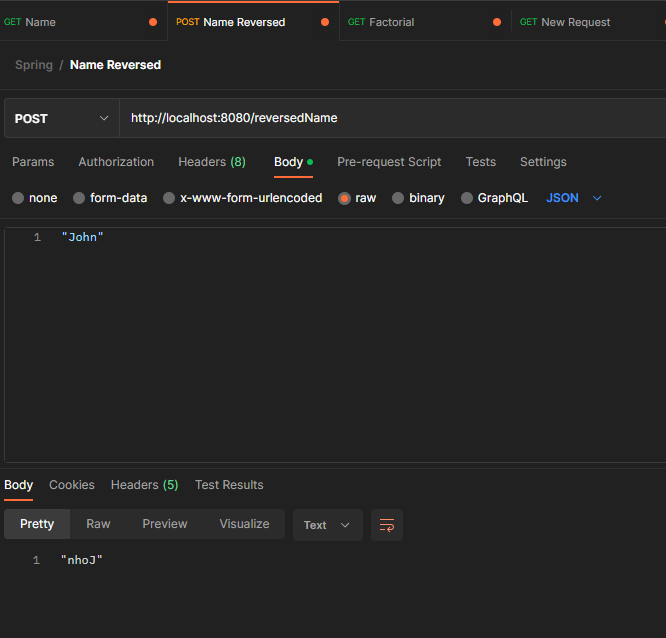 GET Name POST Name Reversed GET Factorial GET New Request
Spring / Name Reversed
POST http://localhost:8080/reversedName
Params Authorization Headers (8) Body Pre-request Script Tests Settings
none form-data x-www-form-urlencoded raw binary GraphQL JSON
1 "John"
Body Cookies Headers (5) Test Results
Pretty Raw Preview Visualize Text
1 "nhoJ"